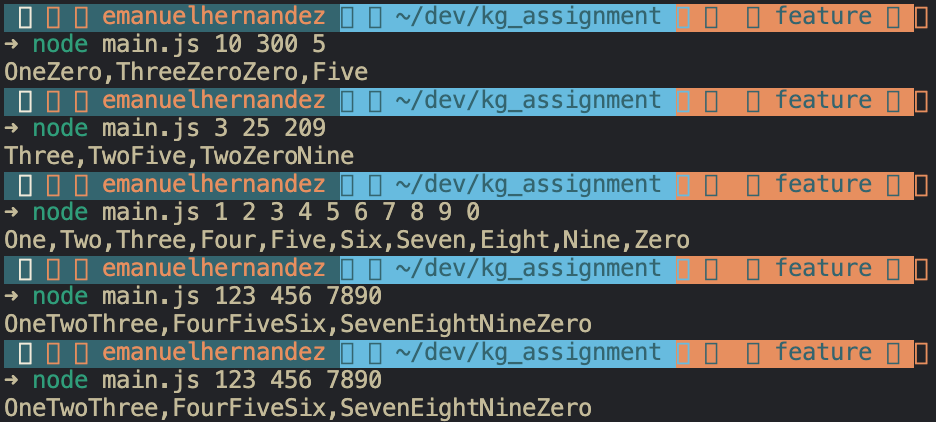 emanuelhernandez ~/dev/kg_assignment feature
➜ node main.js 10 300 5
OneZero,ThreeZeroZero,Five
emanuelhernandez ~/dev/kg_assignment feature
➜ node main.js 3 25 209
Three,TwoFive,TwoZeroNine
emanuelhernandez ~/dev/kg_assignment feature
➜ node main.js 1 2 3 4 5 6 7 8 9 0
One,Two,Three,Four,Five,Six,Seven,Eight,Nine,Zero
emanuelhernandez ~/dev/kg_assignment feature
➜ node main.js 123 456 7890
OneTwoThree,FourFiveSix,SevenEightNineZero
emanuelhernandez ~/dev/kg_assignment feature
➜ node main.js 123 456 7890
OneTwoThree,FourFiveSix,SevenEightNineZero